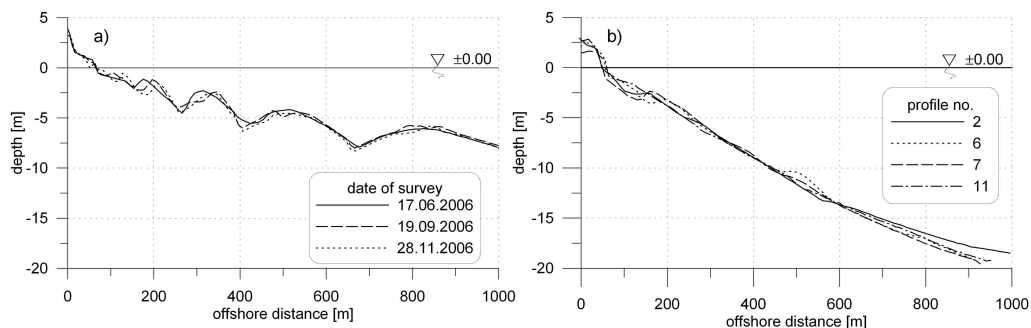 a)
±0.00
5
0
-5
-10
-15
-20
depth [m]
date of survey
17.06.2006
19.09.2006
28.11.2006
0 200 400 600 800 1000
offshore distance [m]
b)
±0.00
5
0
-5
-10
-15
-20
depth [m]
profile no.
2
6
7
11
0 200 400 600 800 1000
offshore distance [m]